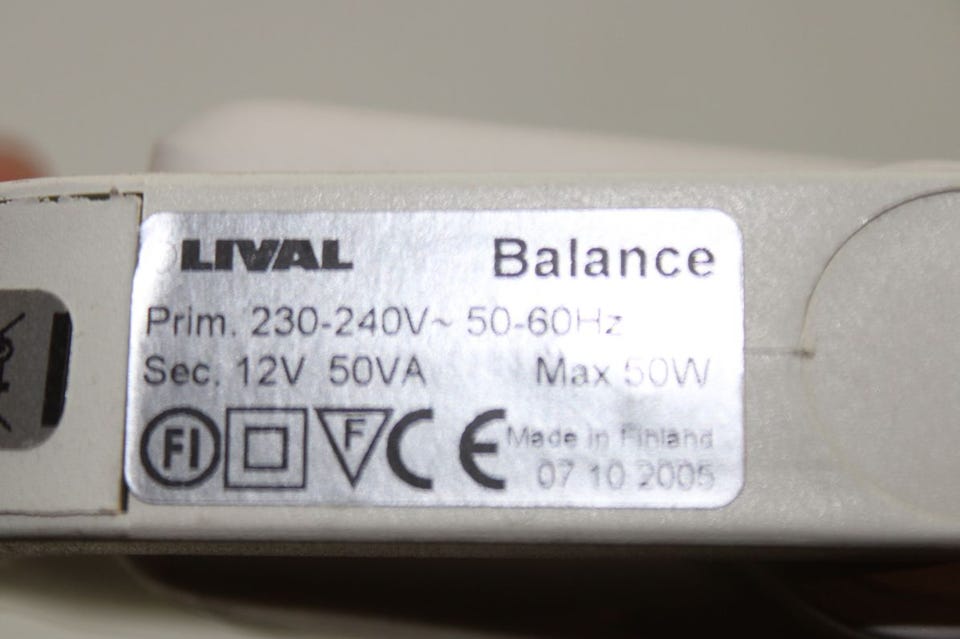 LIVAL Balance
Prim. 230-240V~ 50-60Hz
Sec. 12V 50VA Max 50W
FI F CE Made in Finland
07 10 2005